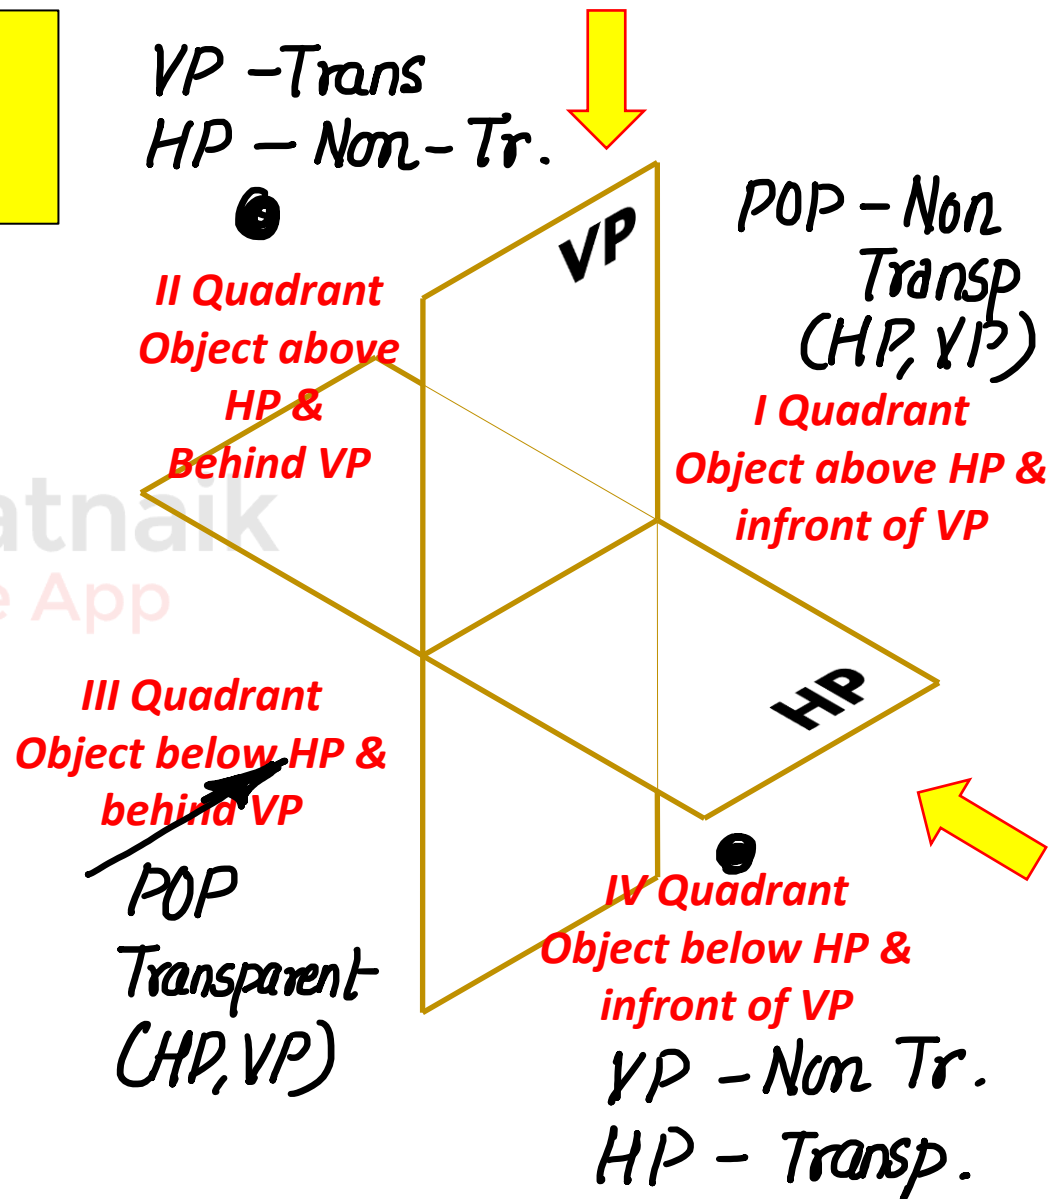 VP - Trans
HP - Non - Tr.
VP
POP - Non
Transp
(HP, VP)
II Quadrant
Object above
HP &
Behind VP
I Quadrant
Object above HP &
infront of VP
atnaik
e App
HP
III Quadrant
Object below HP &
behind VP
POP
Transparent
(HP, VP)
IV Quadrant
Object below HP &
infront of VP
VP - Non Tr.
HP - Transp.